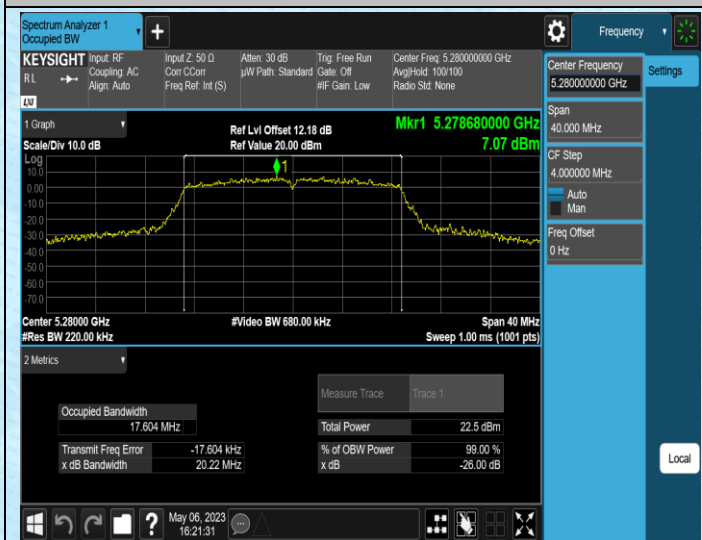 Spectrum Analyzer 1
Occupied BW
Frequency
KEYSIGHT
RL
LXI
Input: RF
Coupling: AC
Align: Auto
Input Z: 50 Ω
Corr CCorr
Freq Ref: Int (S)
Atten: 30 dB
µW Path: Standard
Trig: Free Run
Gate: Off
#IF Gain: Low
Center Freq: 5.280000000 GHz
Avg|Hold: 100/100
Radio Std: None
Center Frequency
5.280000000 GHz
Settings
Span
40.000 MHz
CF Step
4.000000 MHz
Auto
Man
Freq Offset
0 Hz
1 Graph
Scale/Div 10.0 dB
Ref Lvl Offset 12.18 dB
Ref Value 20.00 dBm
Mkr1 5.278680000 GHz
7.07 dBm
Log
10.0
0.00
-10.0
-20.0
-30.0
-40.0
-50.0
-60.0
-70.0
1
Center 5.28000 GHz
#Res BW 220.00 kHz
#Video BW 680.00 kHz
Span 40 MHz
Sweep 1.00 ms (1001 pts)
2 Metrics
Measure Trace Trace 1
Occupied Bandwidth
17.604 MHz
Total Power 22.5 dBm
Transmit Freq Error -17.604 kHz
% of OBW Power 99.00 %
x dB Bandwidth 20.22 MHz
x dB -26.00 dB
Local
May 06, 2023
16:21:31